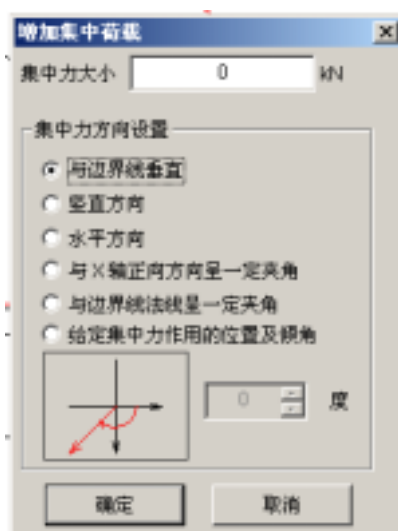 增加集中荷载
集中力大小 0 kN
集中力方向设置
与边界线垂直
竖直方向
水平方向
与X轴正向方向呈一定夹角
与边界线法线呈一定夹角
给定集中力作用的位置及倾角
0 度
确定 取消